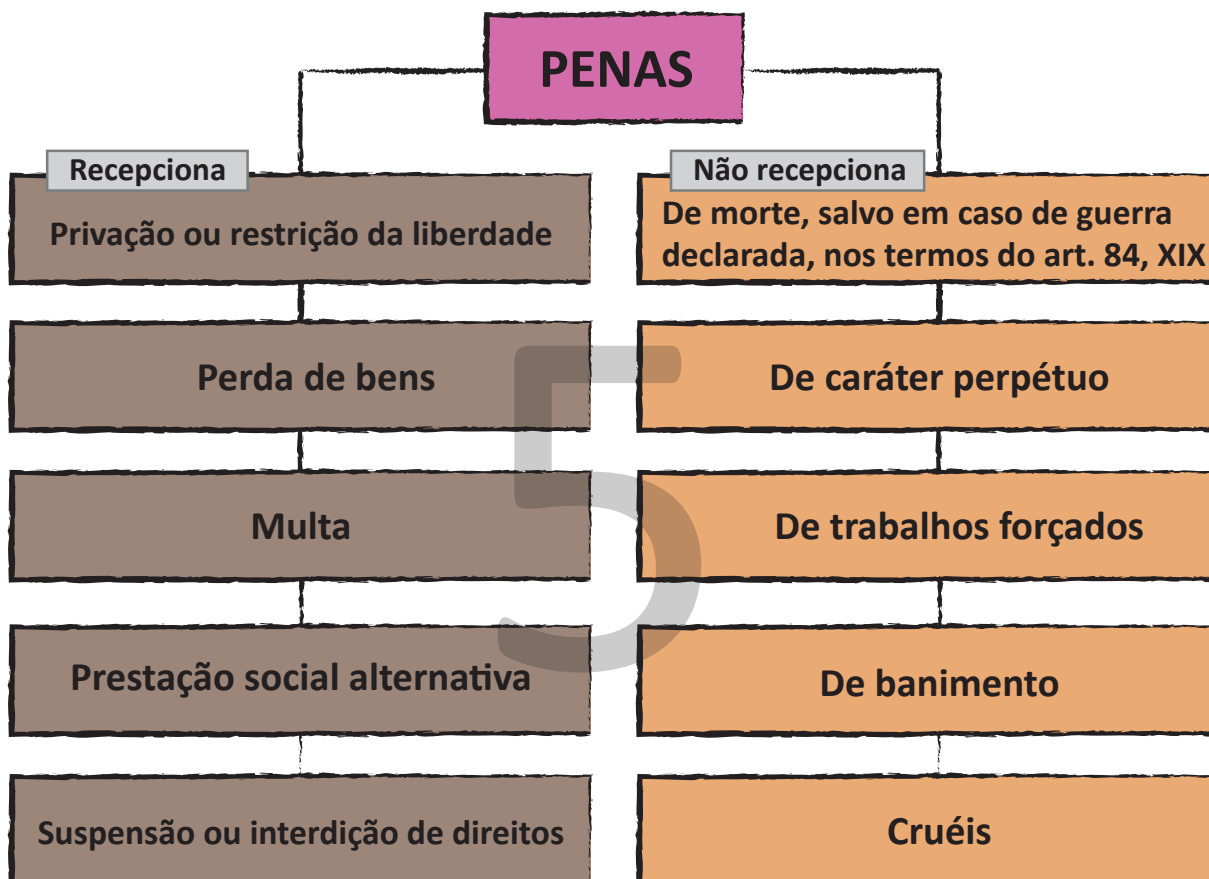 PENAS
Recepciona
Privação ou restrição da liberdade
Perda de bens
Multa
Prestação social alternativa
Suspensão ou interdição de direitos
Não recepciona
De morte, salvo em caso de guerra
declarada, nos termos do art. 84, XIX
De caráter perpétuo
De trabalhos forçados
De banimento
Cruéis
5